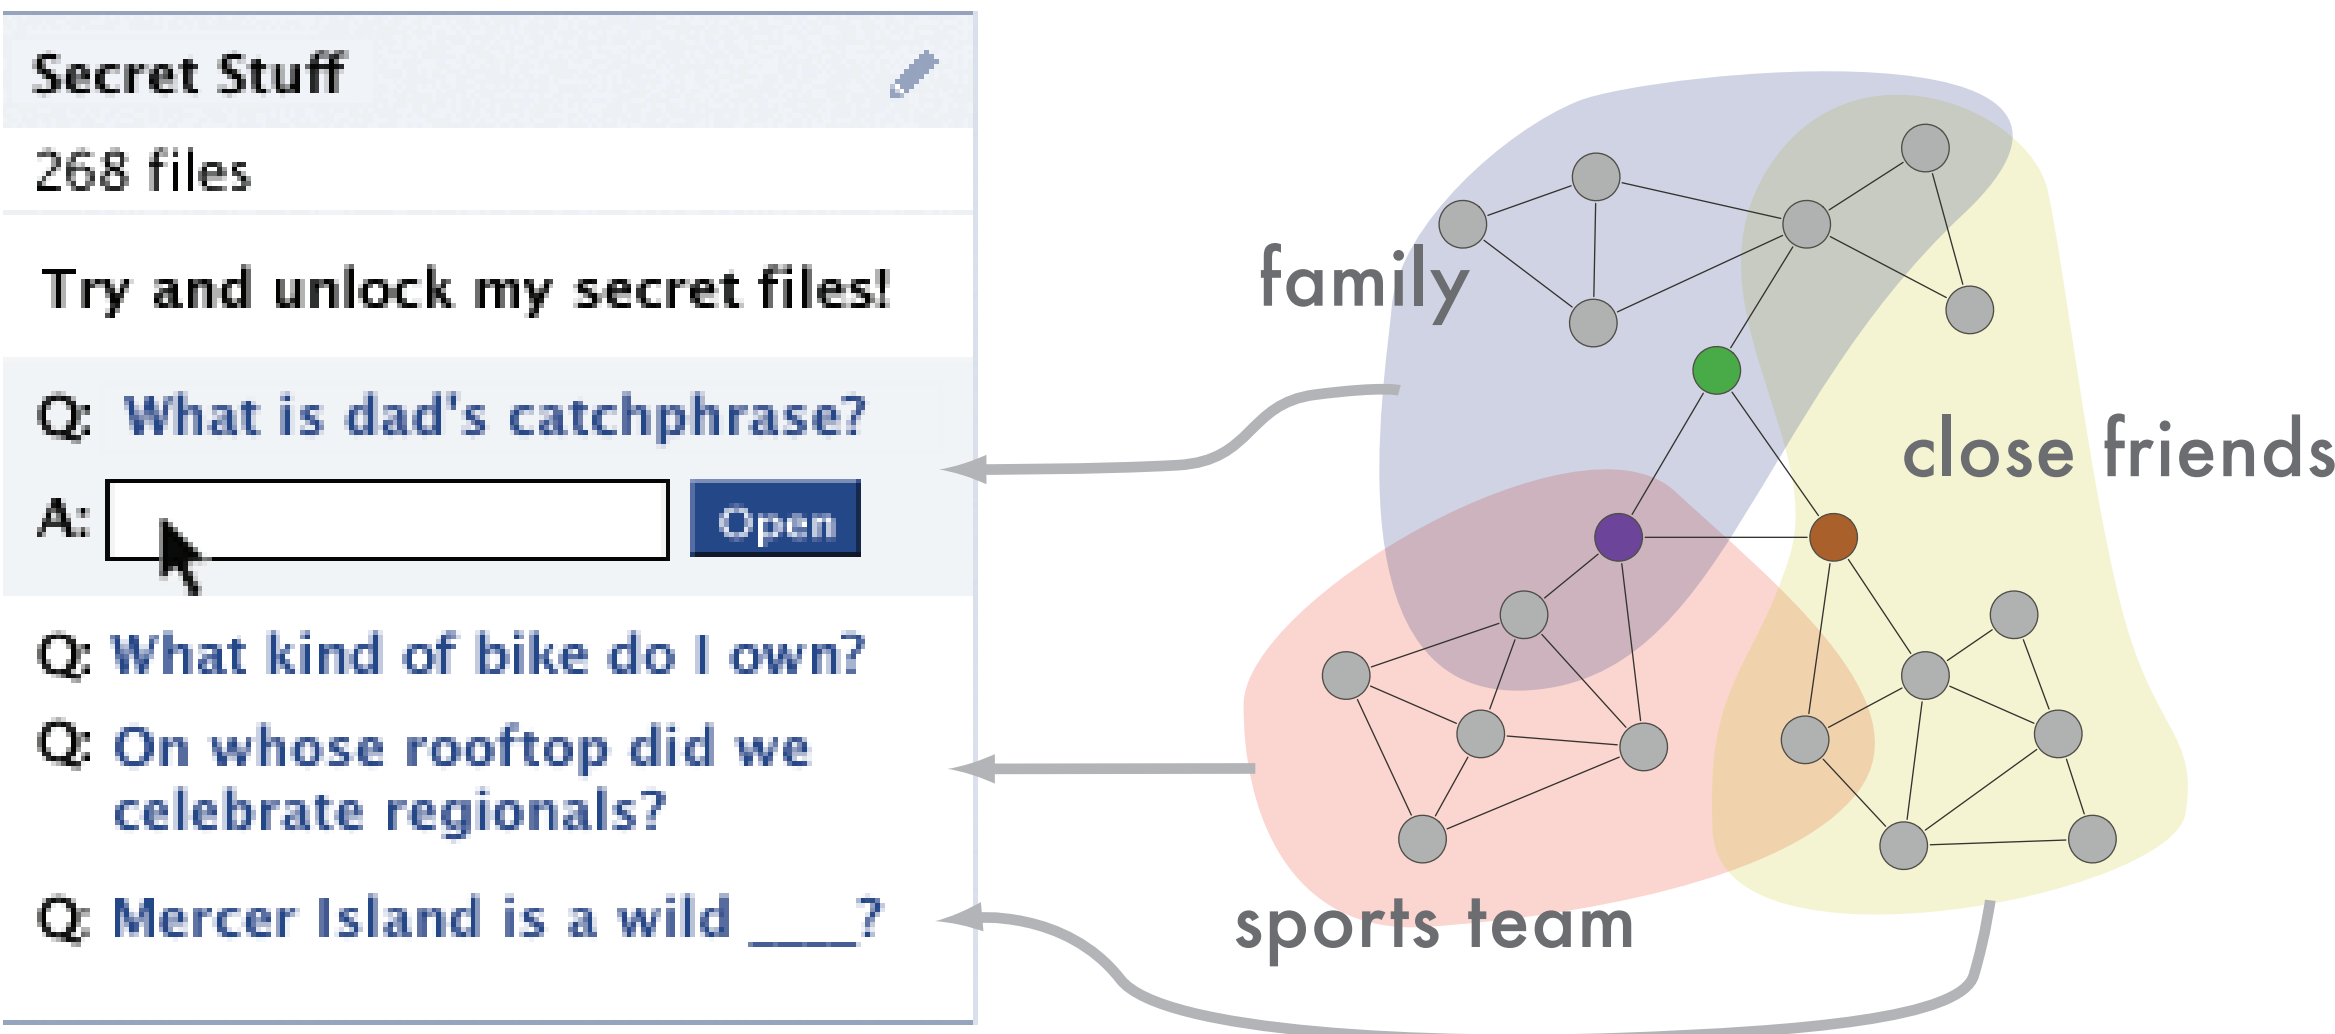 Secret Stuff
268 files
Try and unlock my secret files!
Q: What is dad's catchphrase?
A:
Open
Q: What kind of bike do I own?
Q: On whose rooftop did we
celebrate regionals?
Q: Mercer Island is a wild ____?
family
close friends
sports team